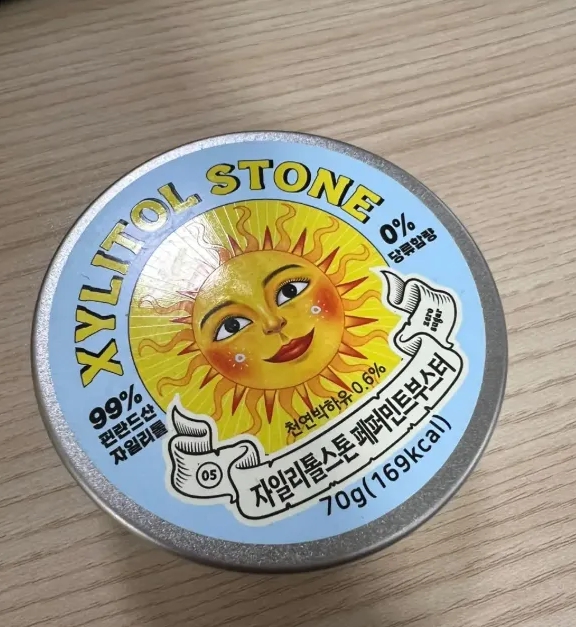 XYLITOL STONE
0%
당류함량
zero
sugar
99%
핀란드산
자일리톨
천연박하유 0.6%
05
자일리톨스톤 페퍼민트부스터
70g(169kcal)